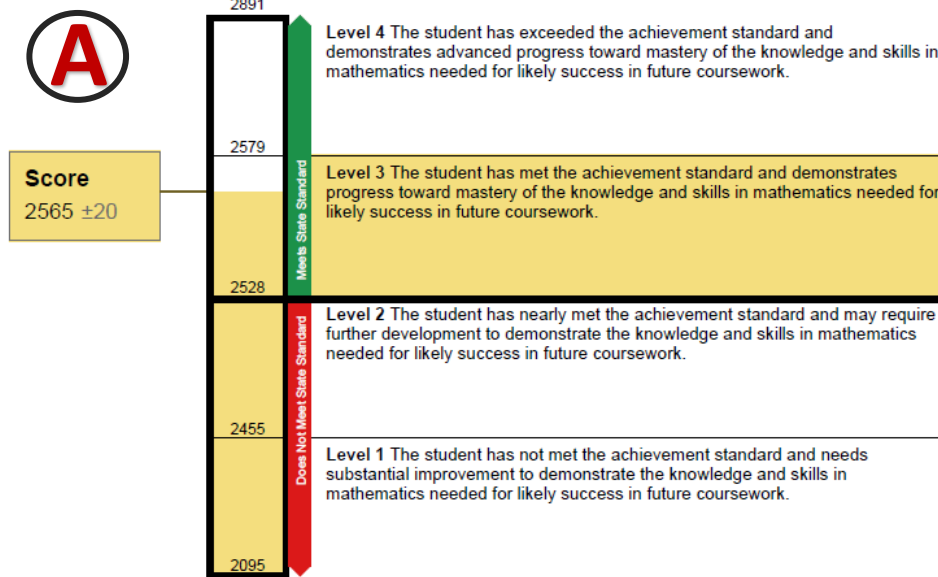 2891
A
Level 4 The student has exceeded the achievement standard and
demonstrates advanced progress toward mastery of the knowledge and skills in
mathematics needed for likely success in future coursework.
2579
Score
2565 ±20
Meets State Standard
Level 3 The student has met the achievement standard and demonstrates
progress toward mastery of the knowledge and skills in mathematics needed for
likely success in future coursework.
2528
Level 2 The student has nearly met the achievement standard and may require
further development to demonstrate the knowledge and skills in mathematics
needed for likely success in future coursework.
Does Not Meet State Standard
2455
Level 1 The student has not met the achievement standard and needs
substantial improvement to demonstrate the knowledge and skills in
mathematics needed for likely success in future coursework.
2095